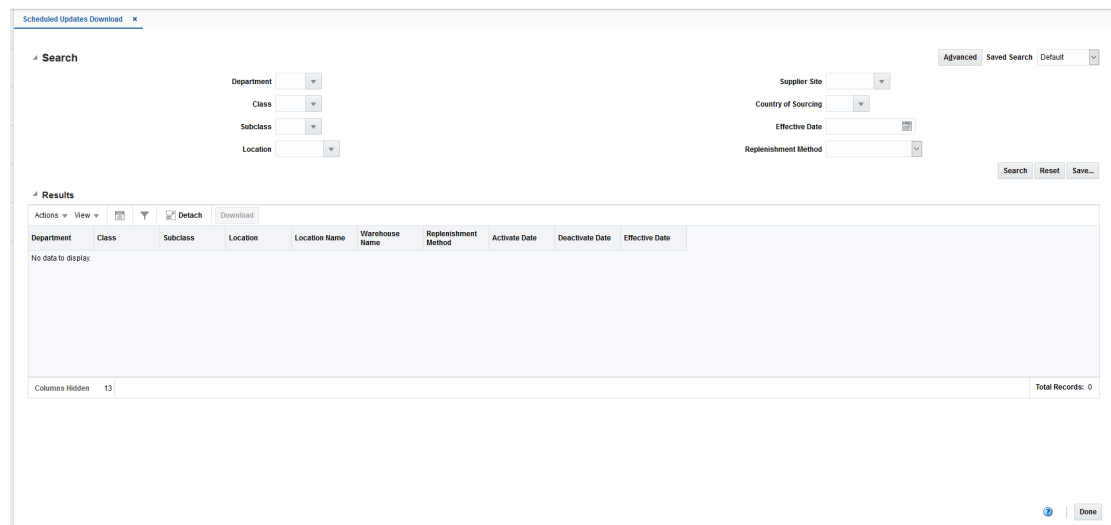 Scheduled Updates Download ×
Search
Advanced Saved Search Default
Department Supplier Site
Class Country of Sourcing
Subclass Effective Date
Location Replenishment Method
Search Reset Save...
Results
Actions View Detach Download
Department Class Subclass Location Location Name Warehouse Name Replenishment Method Activate Date Deactivate Date Effective Date
No data to display.
Columns Hidden 13 Total Records: 0
? Done